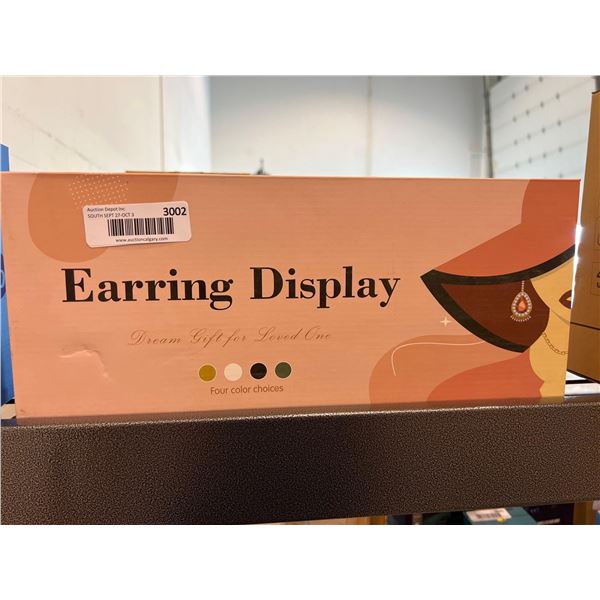 Auction Depot Inc
SOUTH SEPT 27-OCT 3
3002
www.auctioncalgary.com
Earring Display
Dream Gift for Loved One
Four color choices